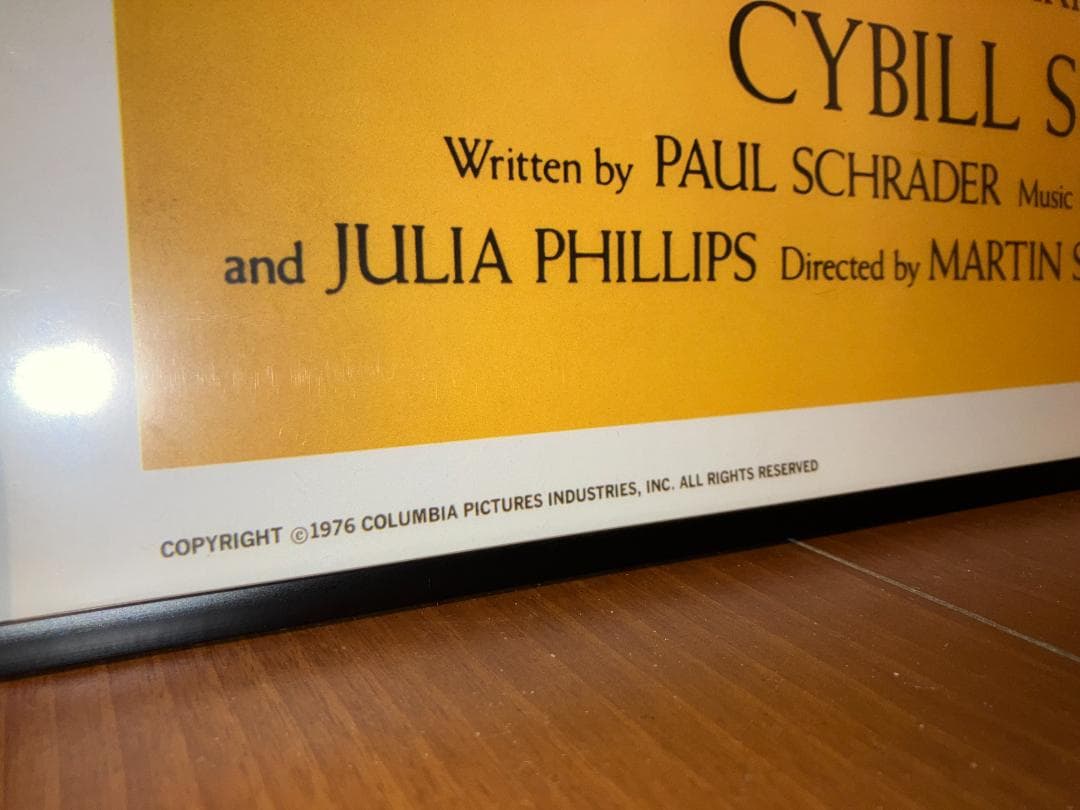 CYBILL S
Written by PAUL SCHRADER Music
and JULIA PHILLIPS Directed by MARTIN S
COPYRIGHT ©1976 COLUMBIA PICTURES INDUSTRIES, INC. ALL RIGHTS RESERVED